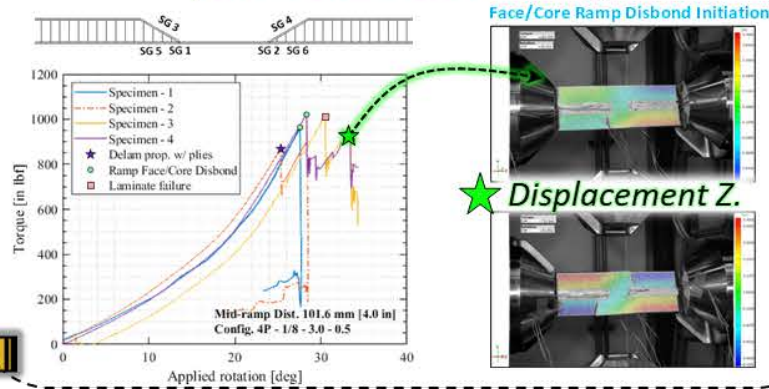 SG 3
SG 4
SG 5 SG 1
SG 2 SG 6
Face/Core Ramp Disbond Initiation
1200
1000
800
600
400
200
0
Torque [in lbf]
Specimen - 1
Specimen - 2
Specimen - 3
Specimen - 4
Delam prop. w/ plies
Ramp Face/Core Disbond
Laminate failure
Mid-ramp Dist. 101.6 mm [4.0 in]
Config. 4P - 1/8 - 3.0 - 0.5
0 10 20 30 40
Applied rotation [deg]
Displacement Z.